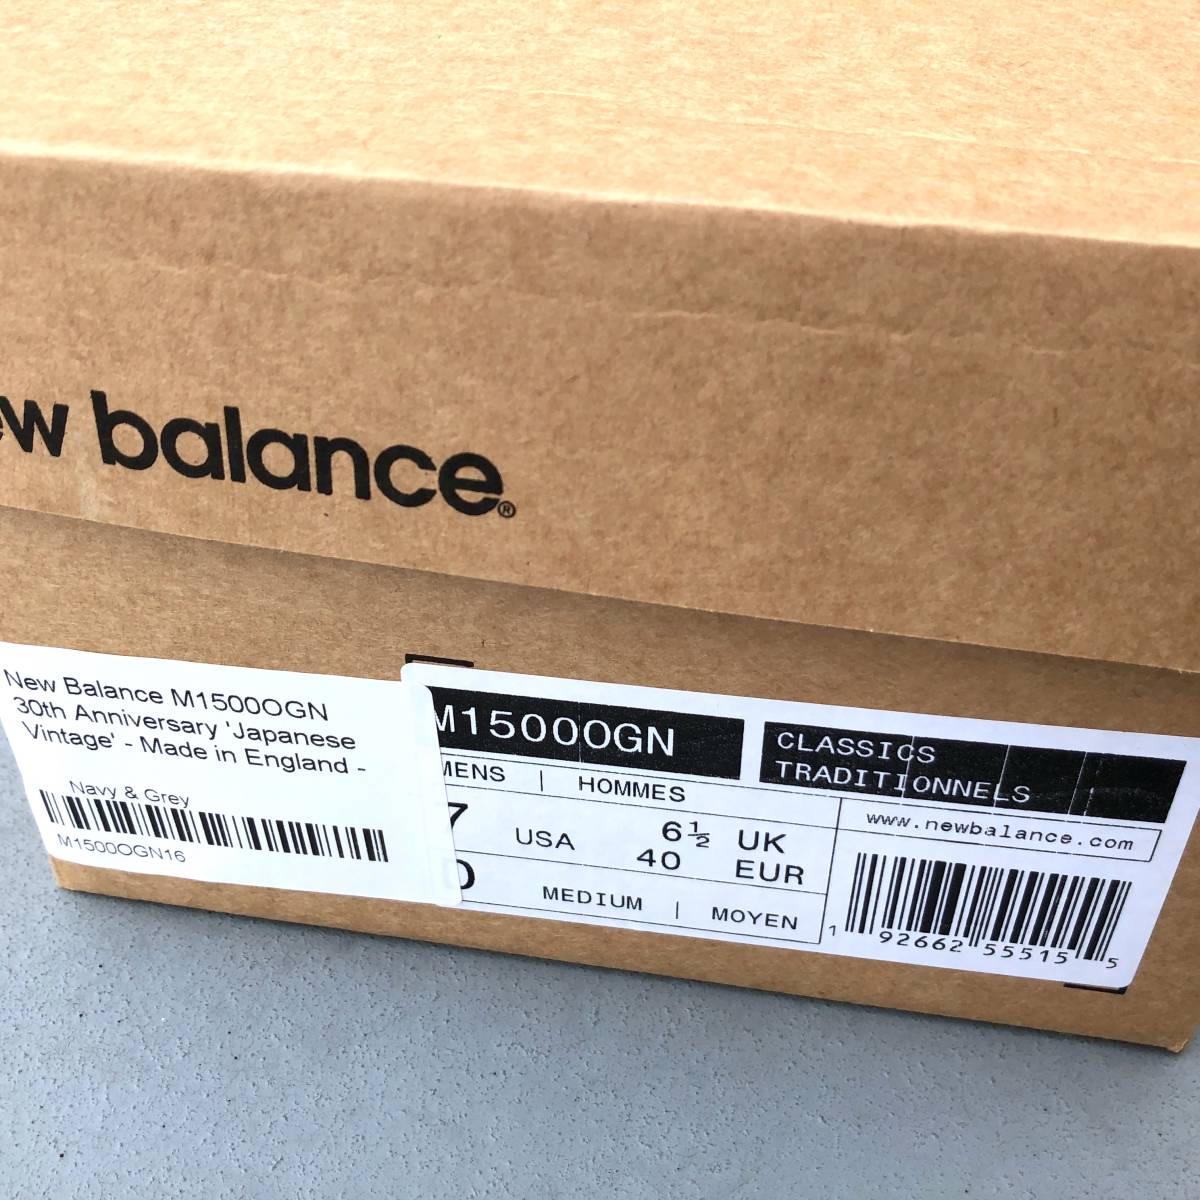 balance®
New Balance M1500OGN
30th Anniversary 'Japanese
Vintage' - Made in England -
Navy & Grey
M1500OGN16
M1500OGN
CLASSICS
TRADITIONNELS
MENS | HOMMES
7 USA 6½ UK
40 EUR
D MEDIUM | MOYEN
www.newbalance.com
1 92662 55515 5